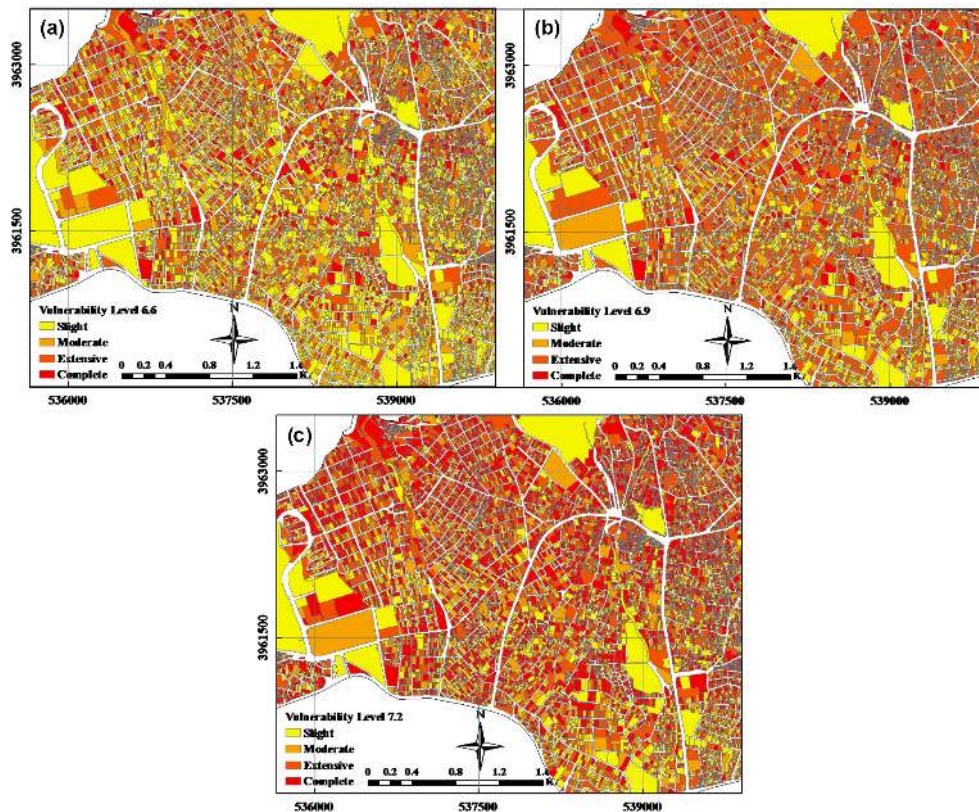 (a)
3963000
3961500
N
Vulnerability Level 6.6
Slight
Moderate
Extensive
Complete
0 0.2 0.4 0.8 1.2 1.6
536000 537500 539000
(b)
3963000
3961500
N
Vulnerability Level 6.9
Slight
Moderate
Extensive
Complete
0 0.2 0.4 0.8 1.2
536000 537500 539000
(c)
3963000
3961500
N
Vulnerability Level 7.2
Slight
Moderate
Extensive
Complete
0 0.2 0.4 0.8 1.2
536000 537500 539000